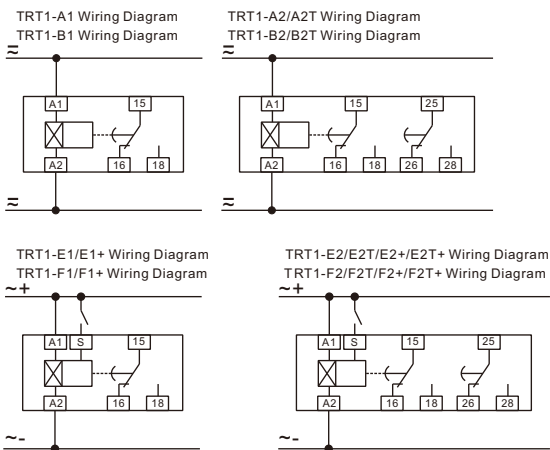 TRT1-A1 Wiring Diagram
TRT1-B1 Wiring Diagram
A1 15
A2 16 18
TRT1-A2/A2T Wiring Diagram
TRT1-B2/B2T Wiring Diagram
A1 15 25
A2 16 18 26 28
TRT1-E1/E1+ Wiring Diagram
TRT1-F1/F1+ Wiring Diagram
~+
A1 S 15
A2 16 18
~-
TRT1-E2/E2T/E2+/E2T+ Wiring Diagram
TRT1-F2/F2T/F2+/F2T+ Wiring Diagram
~+
A1 S 15 25
A2 16 18 26 28
~-